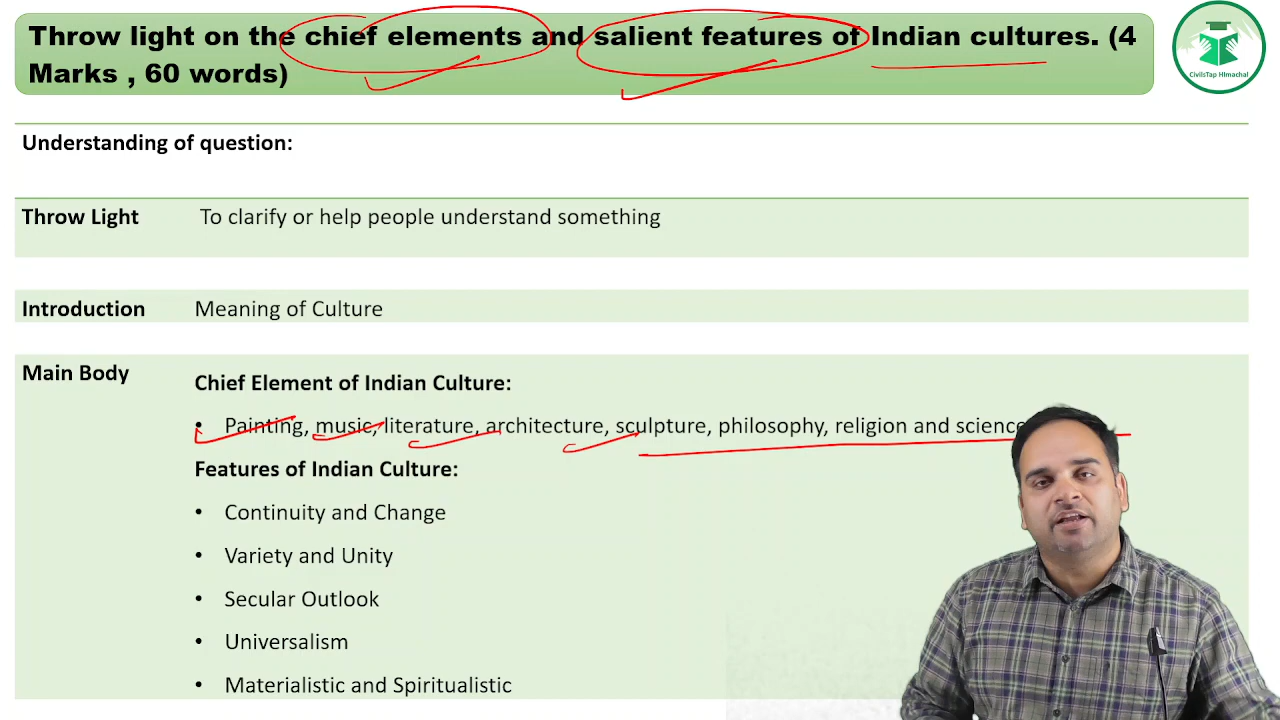 Throw light on the chief elements and salient features of Indian cultures. (4
Marks , 60 words)
CivilsTap HImachal
Understanding of question:
Throw Light To clarify or help people understand something
Introduction Meaning of Culture
Main Body
Chief Element of Indian Culture:
• Painting, music, literature, architecture, sculpture, philosophy, religion and science
Features of Indian Culture:
• Continuity and Change
• Variety and Unity
• Secular Outlook
• Universalism
• Materialistic and Spiritualistic